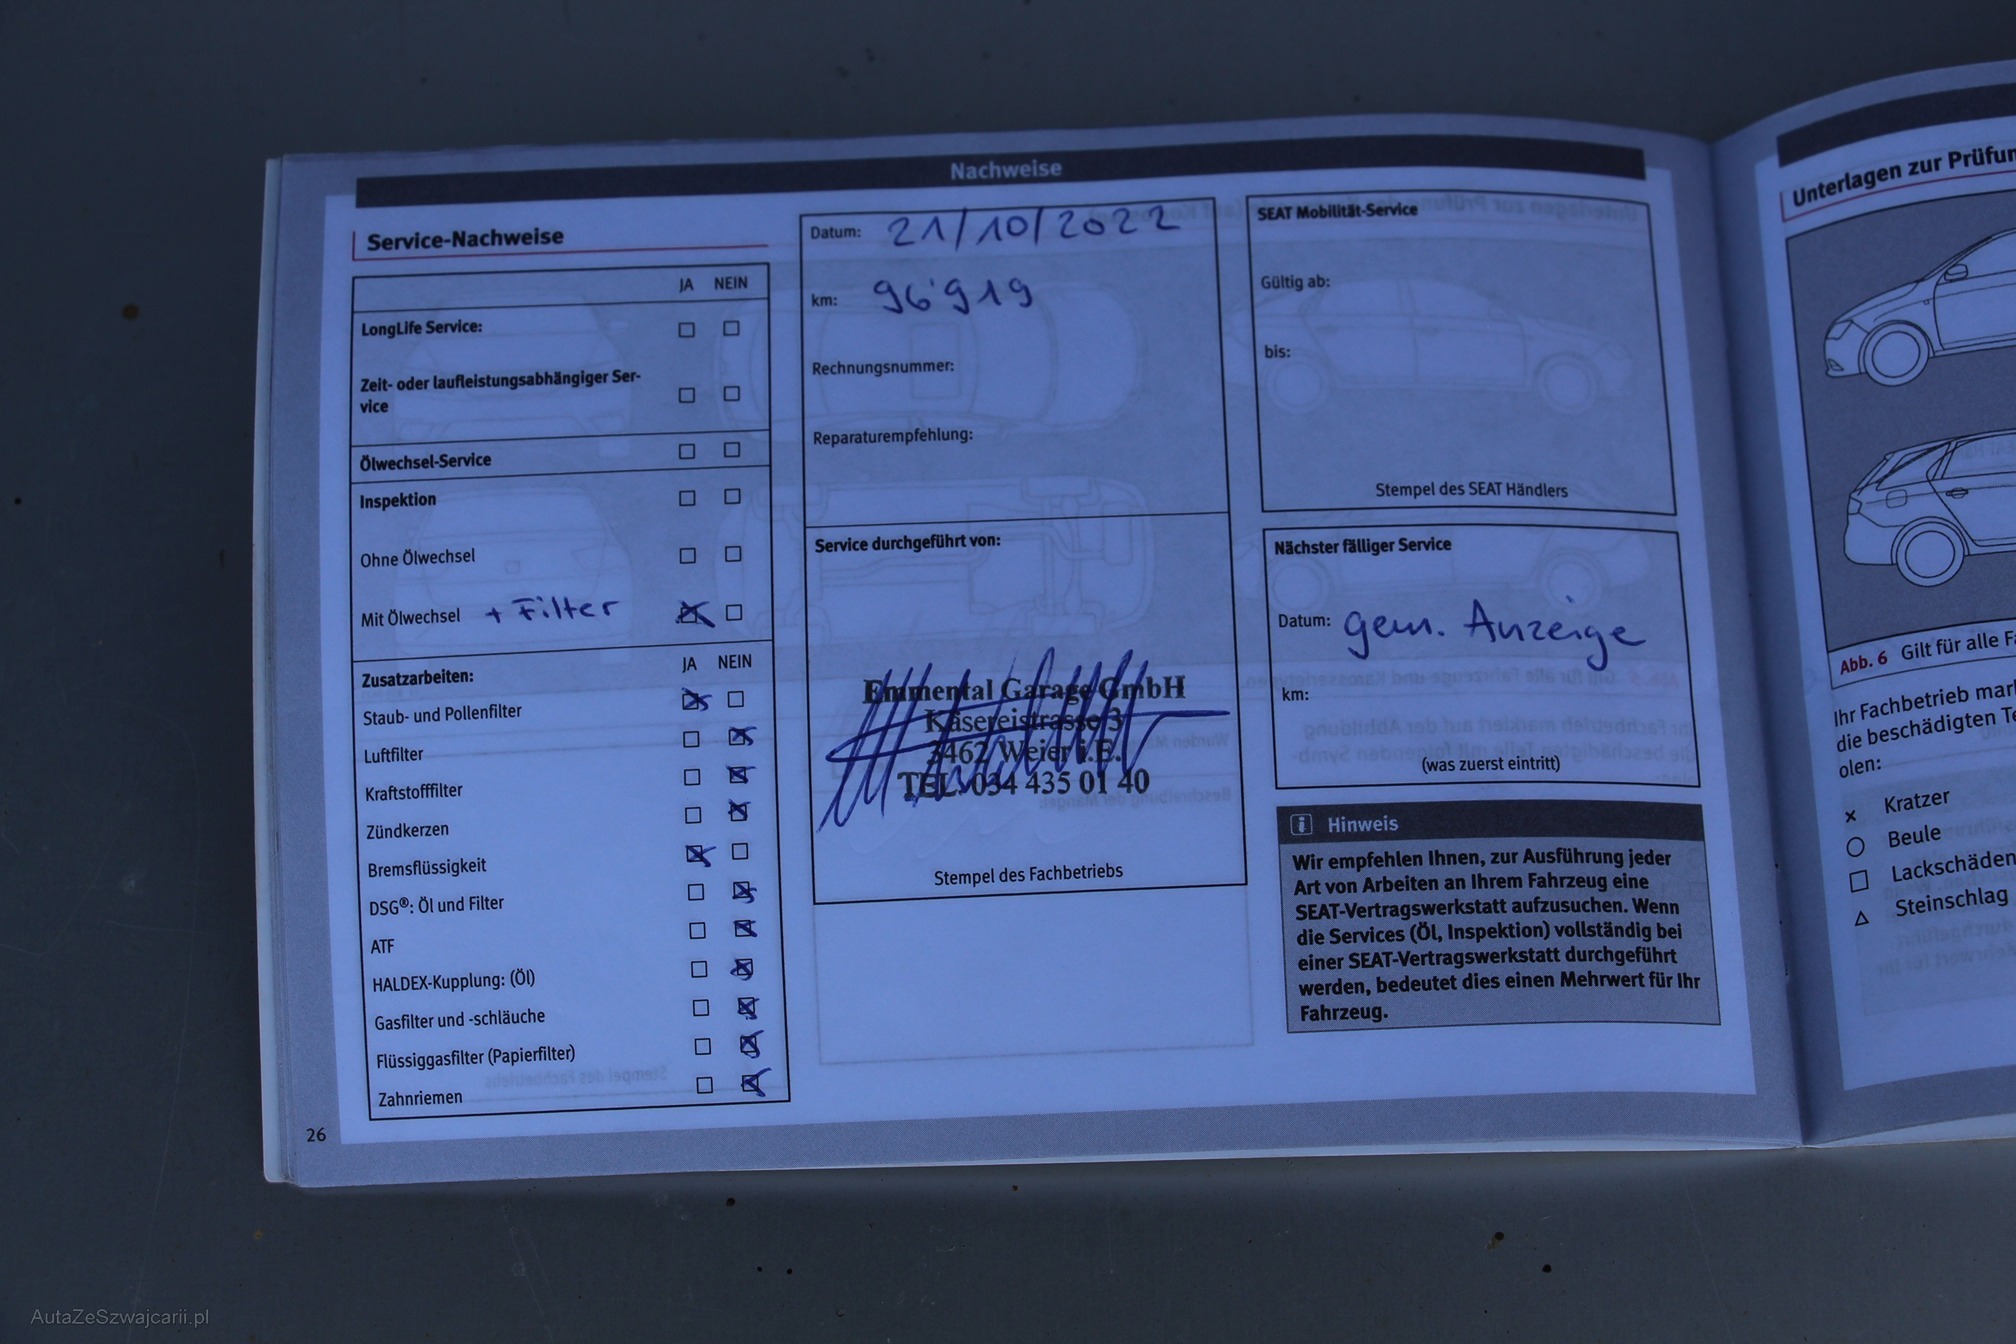 Nachweise
Service-Nachweise
JA NEIN
LongLife Service:
Zeit- oder laufleistungsabhängiger Ser-
vice
Ölwechsel-Service
Inspektion
Ohne Ölwechsel
Mit Ölwechsel + Filter
Zusatzarbeiten: JA NEIN
Staub- und Pollenfilter
Luftfilter
Kraftstofffilter
Zündkerzen
Bremsflüssigkeit
DSG®: Öl und Filter
ATF
HALDEX-Kupplung: (Öl)
Gasfilter und -schläuche
Flüssiggasfilter (Papierfilter)
Zahnriemen
26
Datum: 21/10/2022
km: 96'919
Rechnungsnummer:
Reparaturempfehlung:
Service durchgeführt von:
Emmental Garage GmbH
Käsereistrasse 3
3462 Weier i.E.
TEL. 034 435 01 40
Stempel des Fachbetriebs
SEAT Mobilität-Service
Gültig ab:
bis:
Stempel des SEAT Händlers
Nächster fälliger Service
Datum: gem. Anzeige
km:
(was zuerst eintritt)
i Hinweis
Wir empfehlen Ihnen, zur Ausführung jeder
Art von Arbeiten an Ihrem Fahrzeug eine
SEAT-Vertragswerkstatt aufzusuchen. Wenn
die Services (Öl, Inspektion) vollständig bei
einer SEAT-Vertragswerkstatt durchgeführt
werden, bedeutet dies einen Mehrwert für Ihr
Fahrzeug.
Unterlagen zur Prüfun
Abb. 6 Gilt für alle F
Ihr Fachbetrieb mar
die beschädigten Te
olen:
Kratzer
Beule
Lackschäden
Steinschlag
AutaZeSzwajcarii.pl